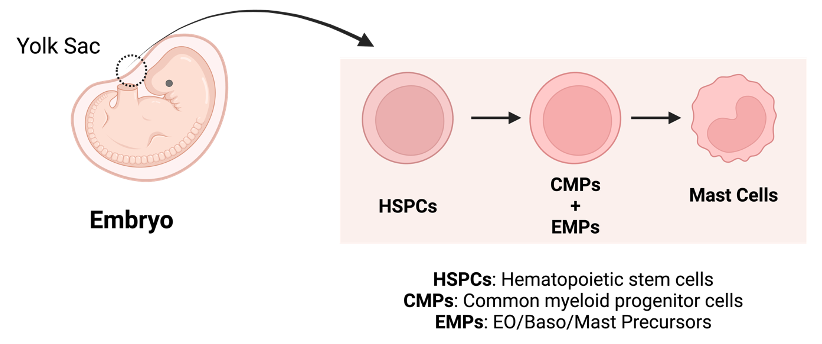 Yolk Sac
Embryo
HSPCs
CMPs
+
EMPs
Mast Cells
HSPCs: Hematopoietic stem cells
CMPs: Common myeloid progenitor cells
EMPs: EO/Baso/Mast Precursors